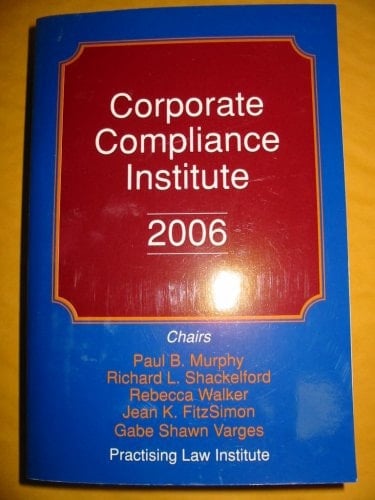 Corporate
Compliance
Institute
2006
Chairs
Paul B. Murphy
Richard L. Shackelford
Rebecca Walker
Jean K. FitzSimon
Gabe Shawn Varges
Practising Law Institute